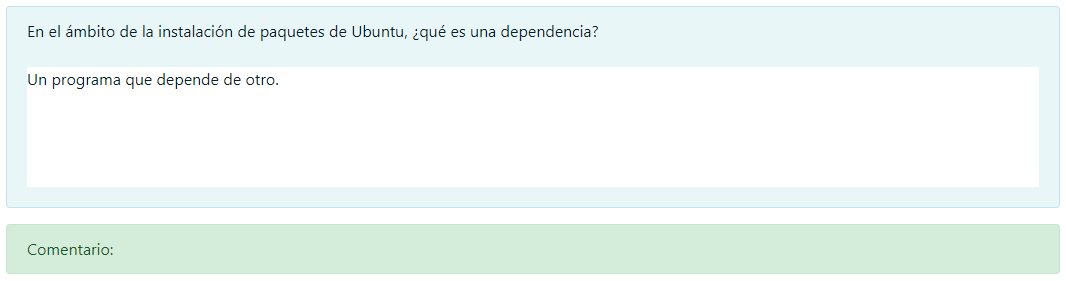 En el ámbito de la instalación de paquetes de Ubuntu, ¿qué es una dependencia?
Un programa que depende de otro.
Comentario: